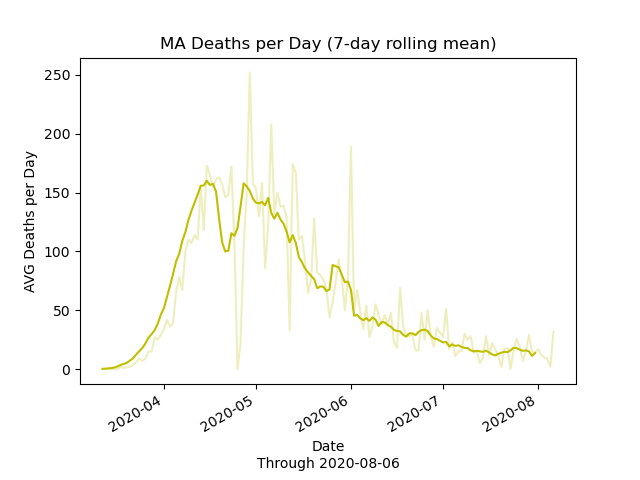 MA Deaths per Day (7-day rolling mean)
250
200
150
100
50
0
AVG Deaths per Day
2020-04
2020-05
2020-06
2020-07
2020-08
Date
Through 2020-08-06